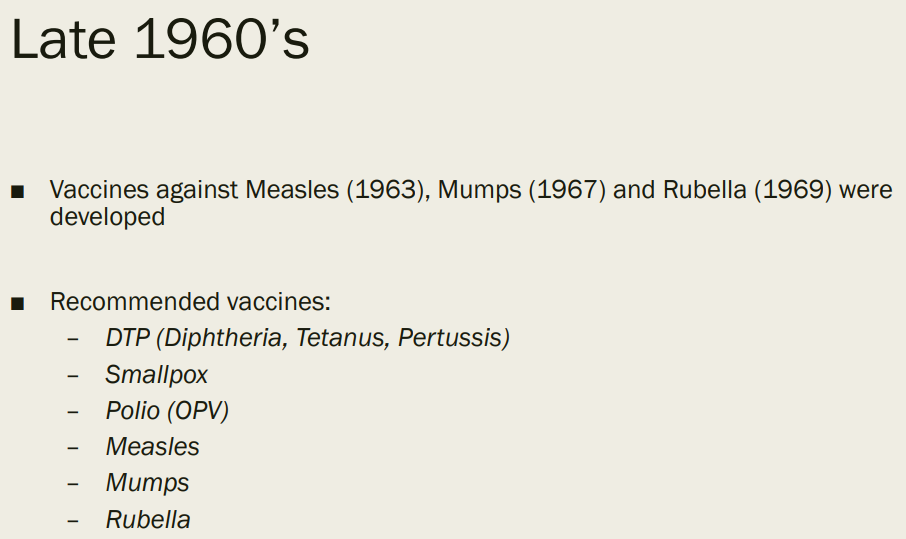 Late 1960’s
■ Vaccines against Measles (1963), Mumps (1967) and Rubella (1969) were
developed
■ Recommended vaccines:
– DTP (Diphtheria, Tetanus, Pertussis)
– Smallpox
– Polio (OPV)
– Measles
– Mumps
– Rubella